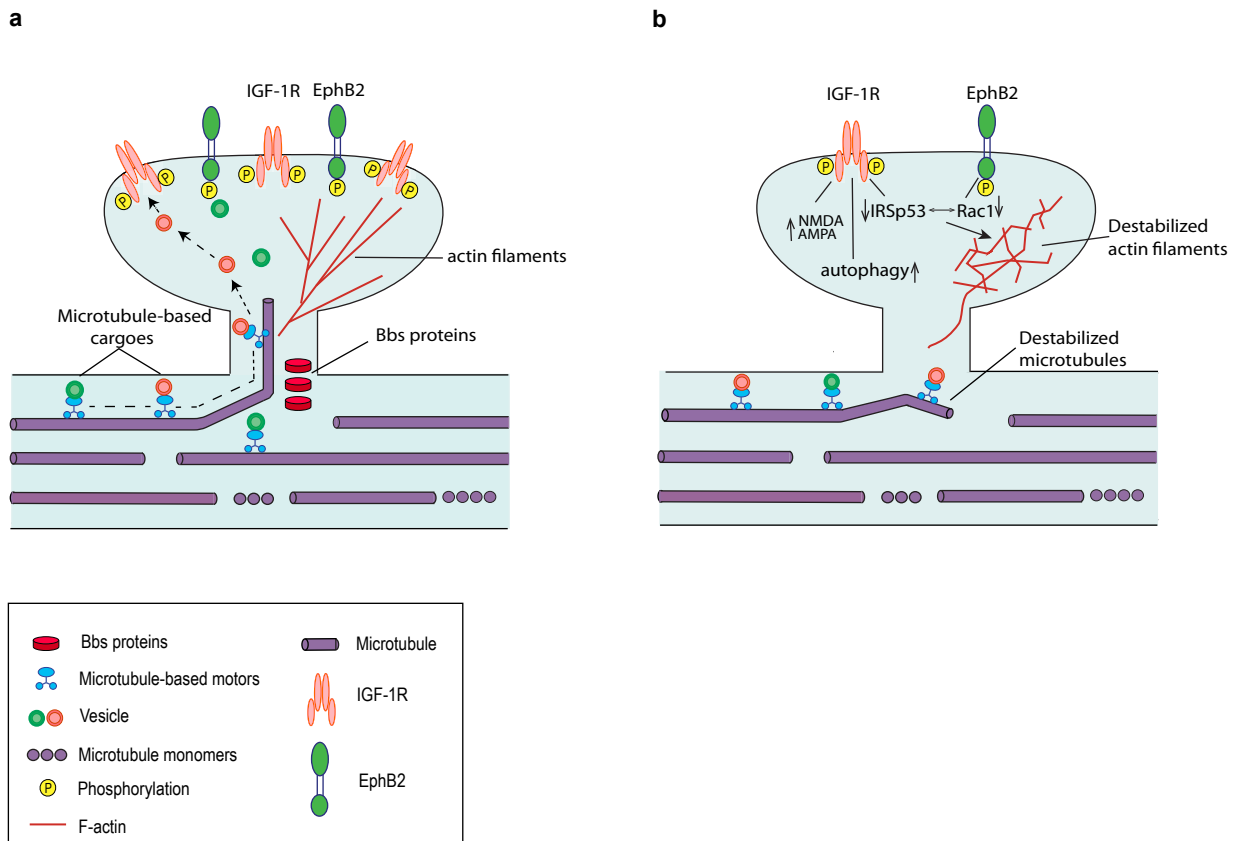 a
IGF-1R EphB2
P P P P P P P P
actin filaments
Microtubule-based
cargoes
Bbs proteins
b
IGF-1R EphB2
P P P
↑ NMDA
AMPA
↓IRSp53 ↔ Rac1↓
autophagy↑
Destabilized
actin filaments
Destabilized
microtubules
Bbs proteins
Microtubule-based motors
Vesicle
Microtubule monomers
P Phosphorylation
F-actin
Microtubule
IGF-1R
EphB2